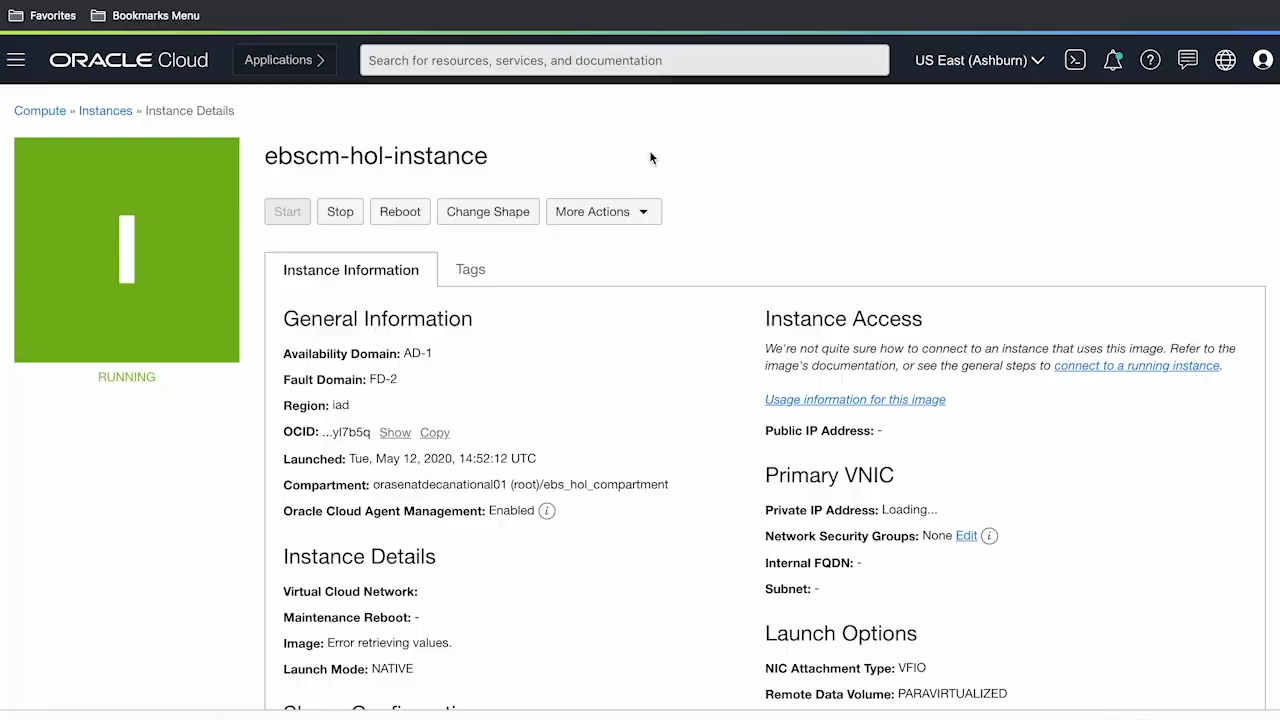 Favorites Bookmarks Menu
ORACLE Cloud Applications Search for resources, services, and documentation US East (Ashburn)
Compute » Instances » Instance Details
I
RUNNING
ebscm-hol-instance
Start Stop Reboot Change Shape More Actions
Instance Information Tags
General Information
Availability Domain: AD-1
Fault Domain: FD-2
Region: iad
OCID: ...yl7b5q Show Copy
Launched: Tue, May 12, 2020, 14:52:12 UTC
Compartment: orasenatdecanational01 (root)/ebs_hol_compartment
Oracle Cloud Agent Management: Enabled i
Instance Details
Virtual Cloud Network:
Maintenance Reboot: -
Image: Error retrieving values.
Launch Mode: NATIVE
Instance Access
We're not quite sure how to connect to an instance that uses this image. Refer to the
image's documentation, or see the general steps to connect to a running instance.
Usage information for this image
Public IP Address: -
Primary VNIC
Private IP Address: Loading...
Network Security Groups: None Edit i
Internal FQDN: -
Subnet: -
Launch Options
NIC Attachment Type: VFIO
Remote Data Volume: PARAVIRTUALIZED